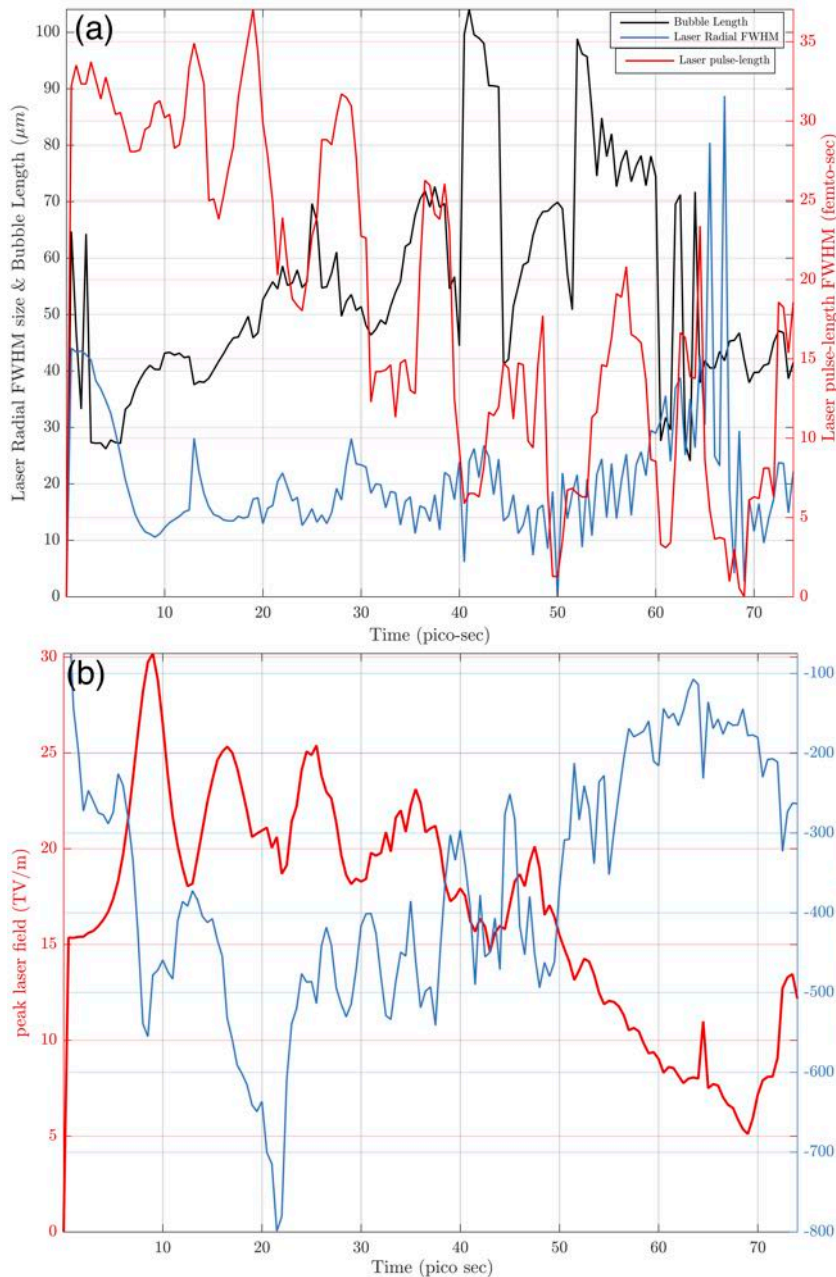 (a)
Bubble Length
Laser Radial FWHM
Laser pulse-length
Laser Radial FWHM size & Bubble Length (μm)
100
90
80
70
60
50
40
30
20
10
0
Laser pulse-length FWHM (femto-sec)
35
30
25
20
15
10
5
0
10 20 30 40 50 60 70
Time (pico-sec)
(b)
peak laser field (TV/m)
30
25
20
15
10
5
0
-100
-200
-300
-400
-500
-600
-700
-800
10 20 30 40 50 60 70
Time (pico sec)